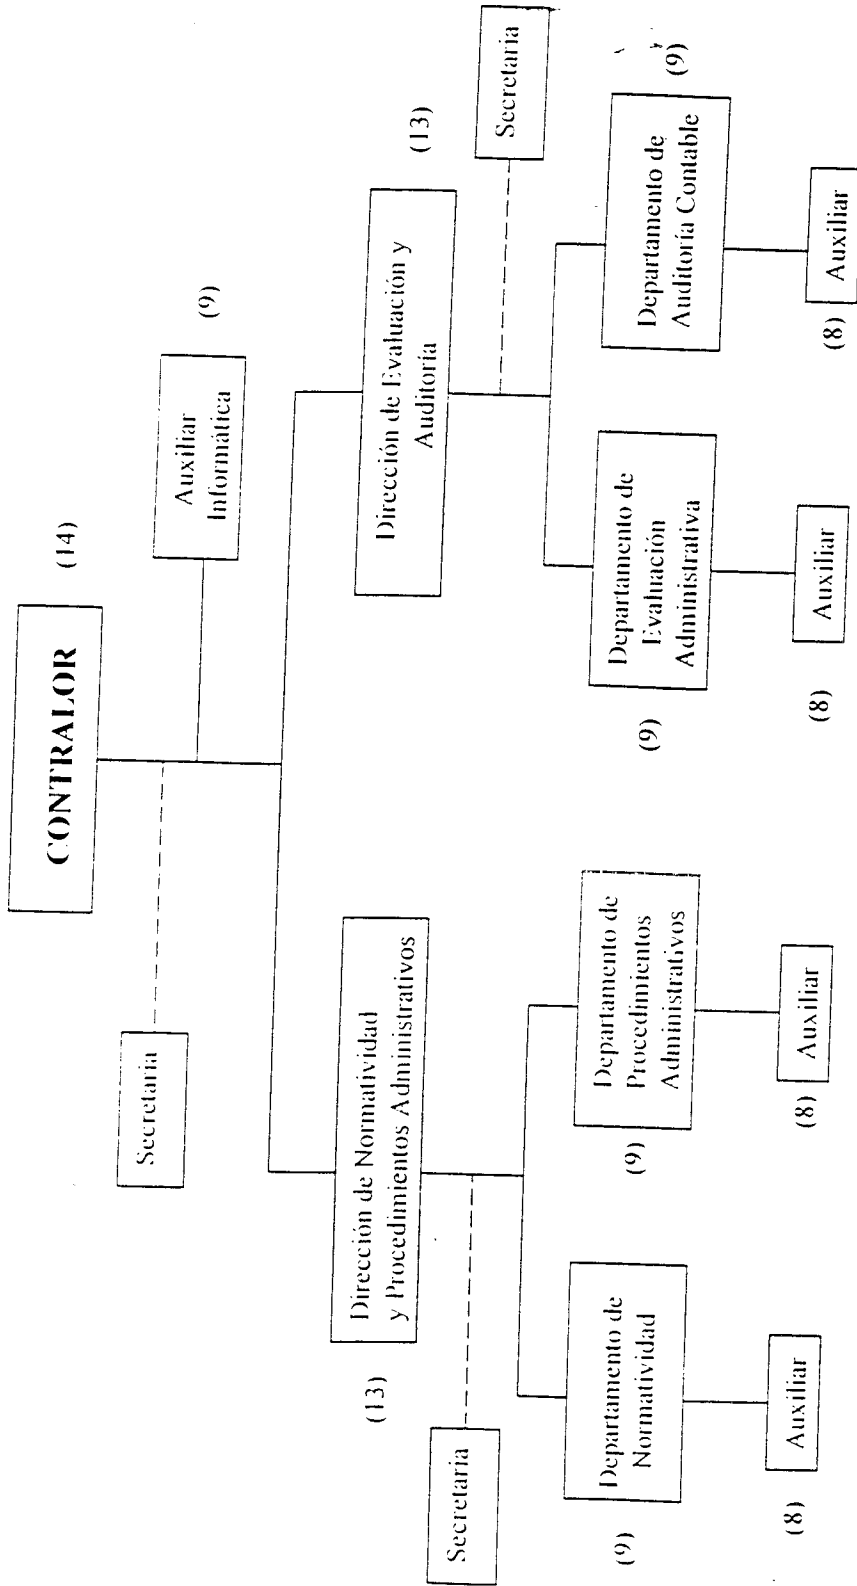 CONTRALOR
(14)
Secretaria
Auxiliar
Informática
(9)
Dirección de Normatividad
y Procedimientos Administrativos
(13)
Dirección de Evaluación y
Auditoría
(13)
Secretaria
Secretaria
Departamento de
Normatividad
(9)
Departamento de
Procedimientos
Administrativos
(9)
Departamento de
Evaluación
Administrativa
(9)
Departamento de
Auditoría Contable
(9)
Auxiliar
(8)
Auxiliar
(8)
Auxiliar
(8)
Auxiliar
(8)